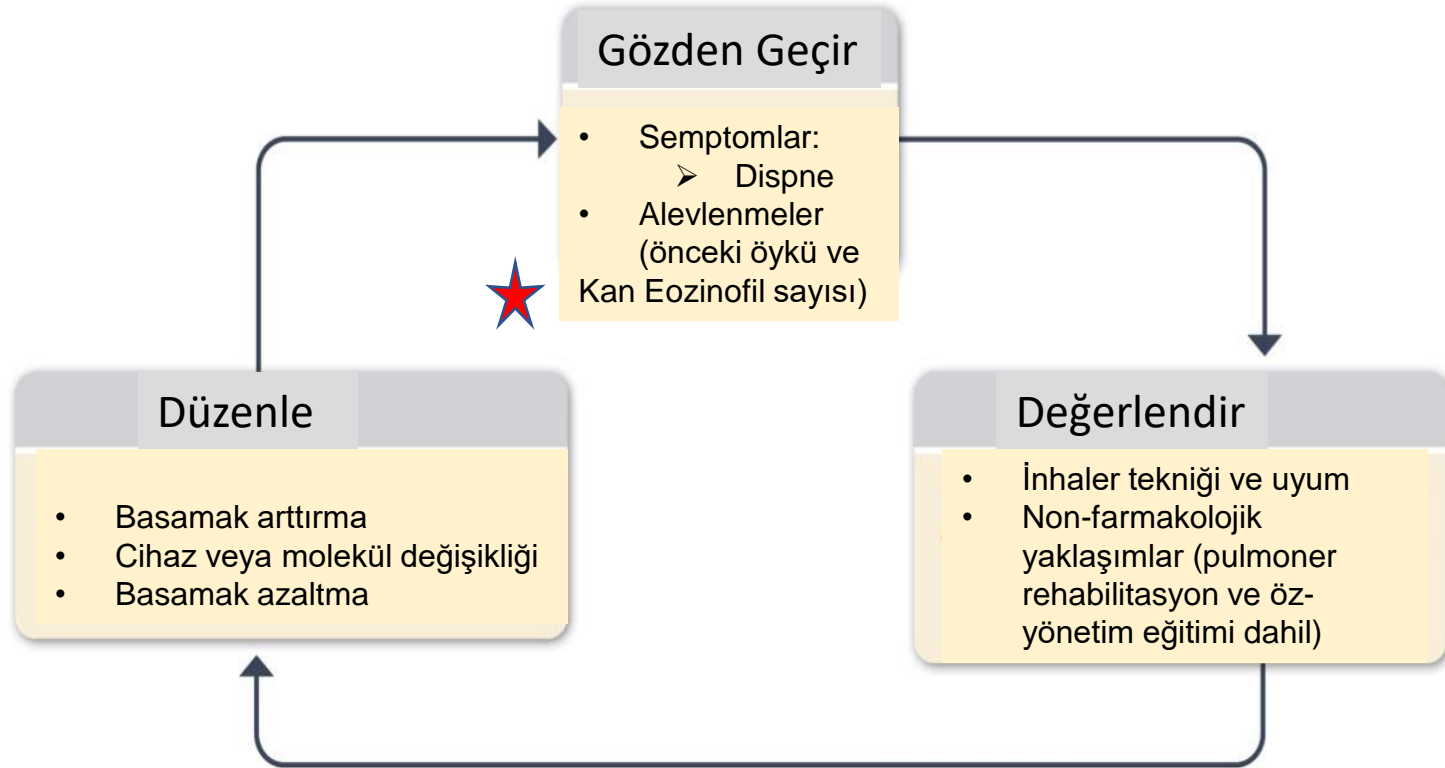 Gözden Geçir
• Semptomlar:
➢ Dispne
• Alevlenmeler
(önceki öykü ve
Kan Eozinofil sayısı)
Düzenle
• Basamak arttırma
• Cihaz veya molekül değişikliği
• Basamak azaltma
Değerlendir
• İnhaler tekniği ve uyum
• Non-farmakolojik
yaklaşımlar (pulmoner
rehabilitasyon ve öz-
yönetim eğitimi dahil)